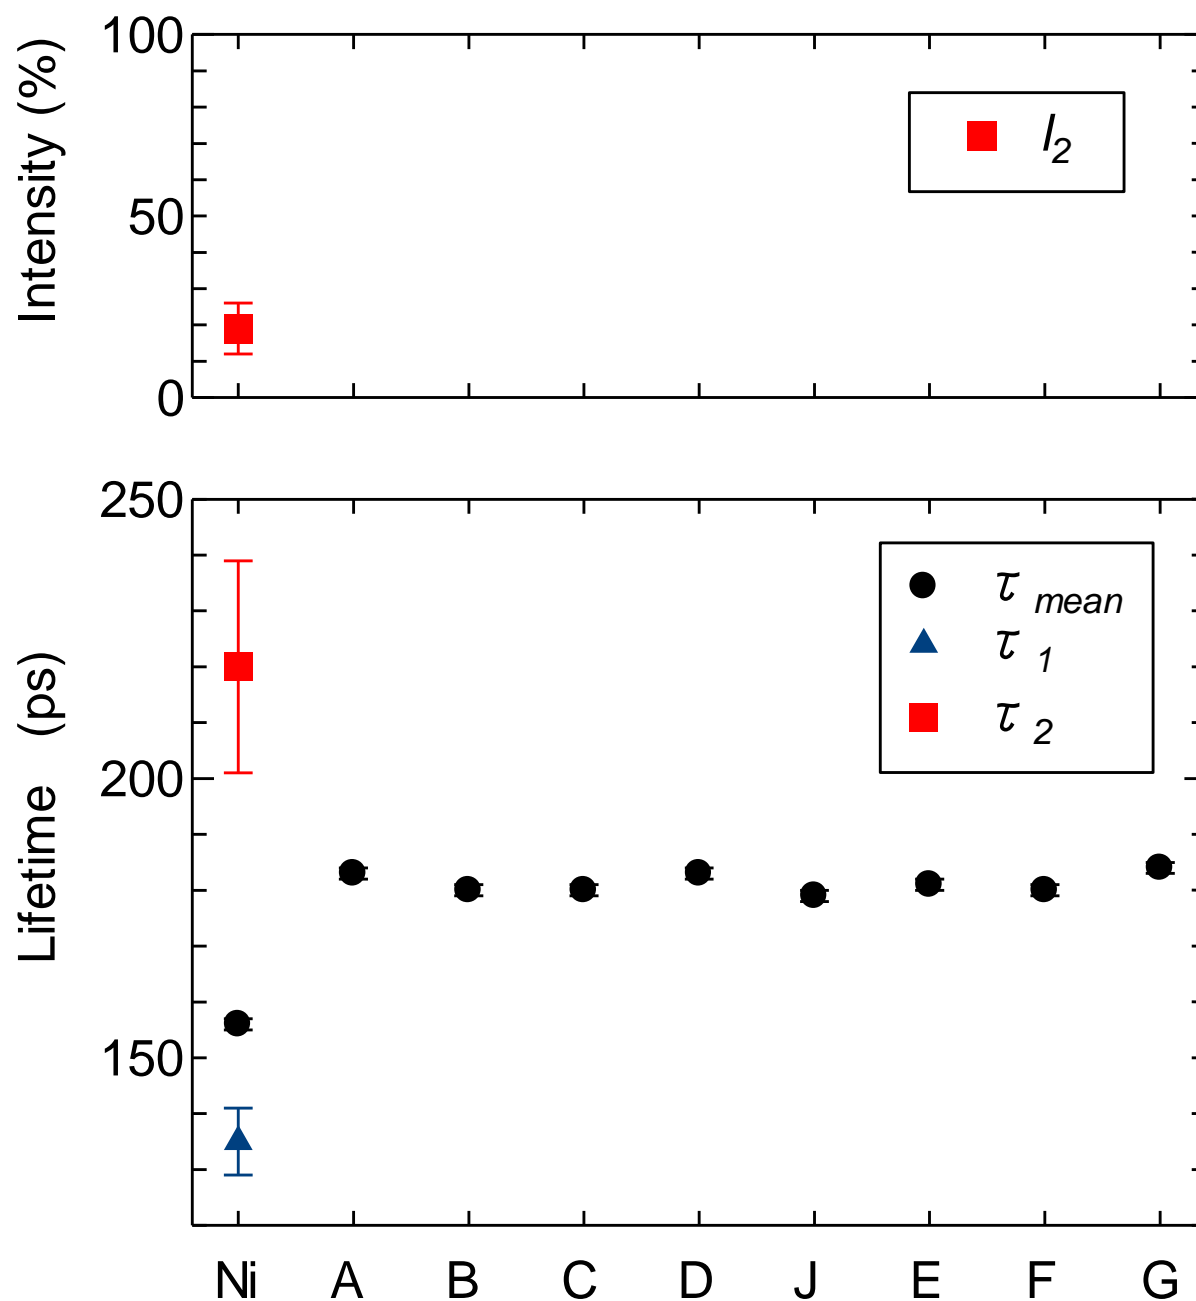 Intensity (%)
100
50
0
I2
Lifetime (ps)
250
200
150
τ mean
τ 1
τ 2
Ni A B C D J E F G